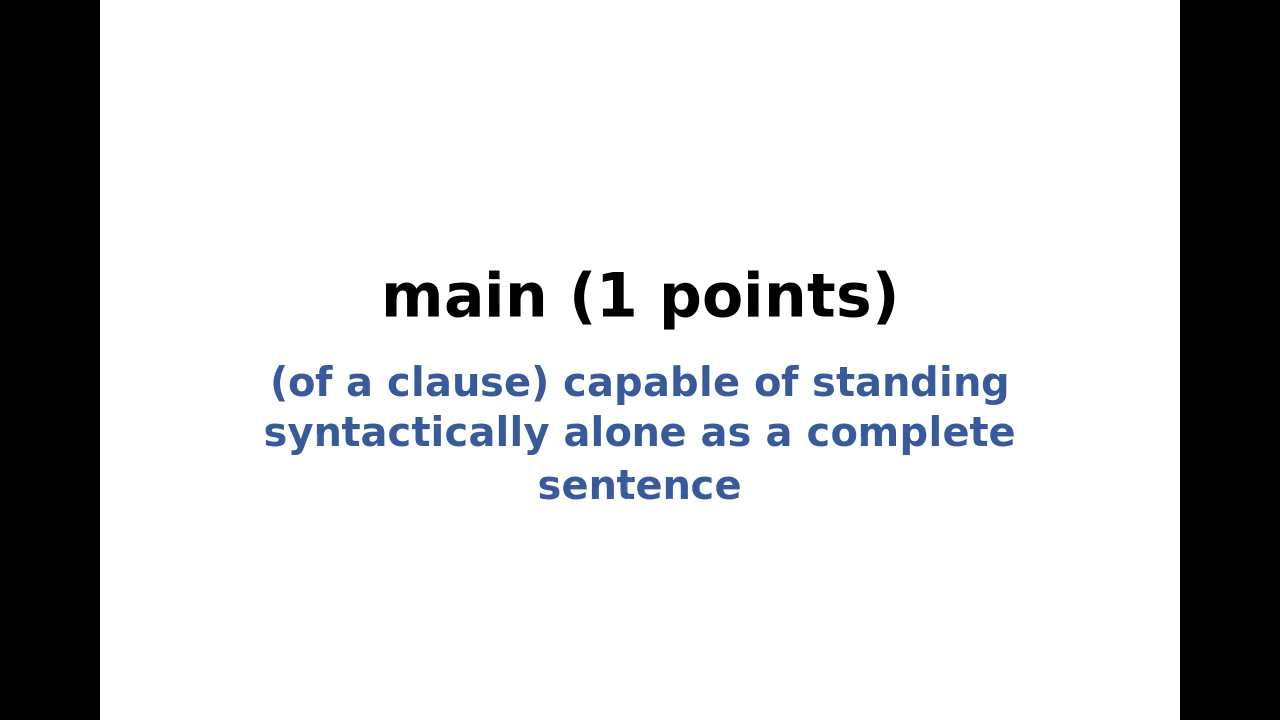 main (1 points)
(of a clause) capable of standing
syntactically alone as a complete
sentence